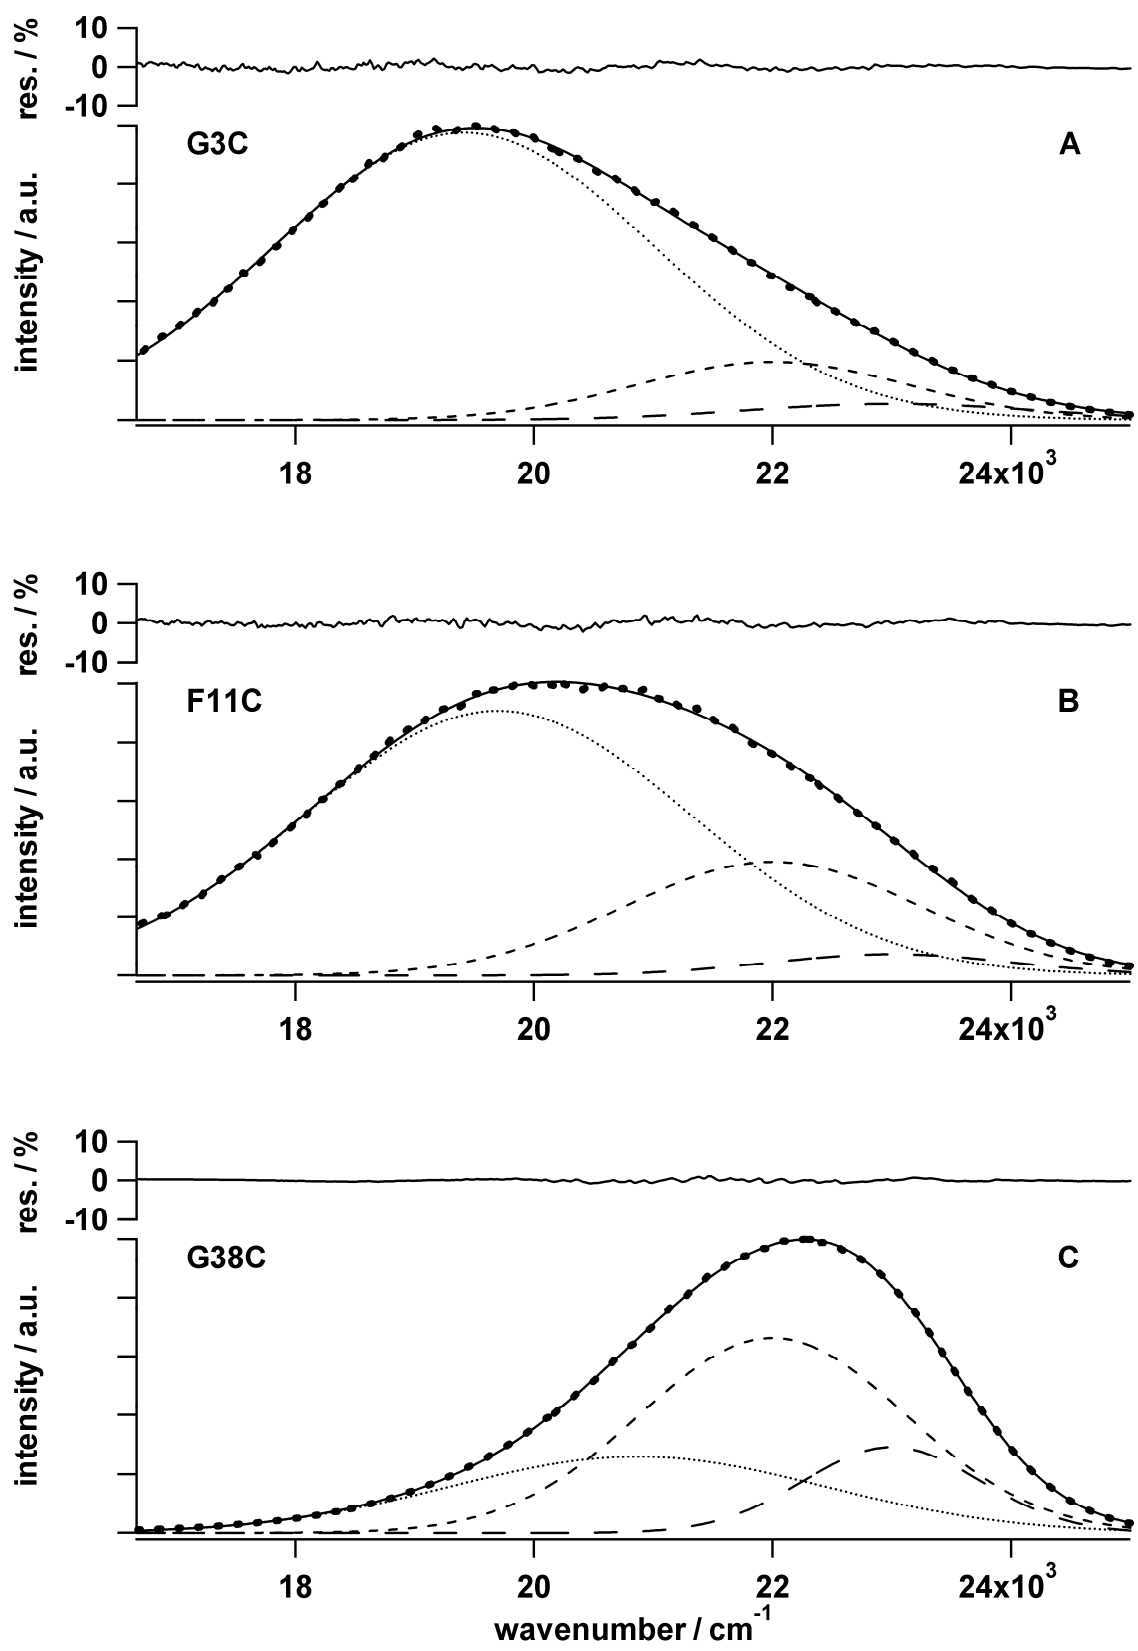 10
0
-10
res. / %
G3C
A
intensity / a.u.
18
20
22
24x10³
10
0
-10
res. / %
F11C
B
intensity / a.u.
18
20
22
24x10³
10
0
-10
res. / %
G38C
C
intensity / a.u.
18
20
22
24x10³
wavenumber / cm⁻¹